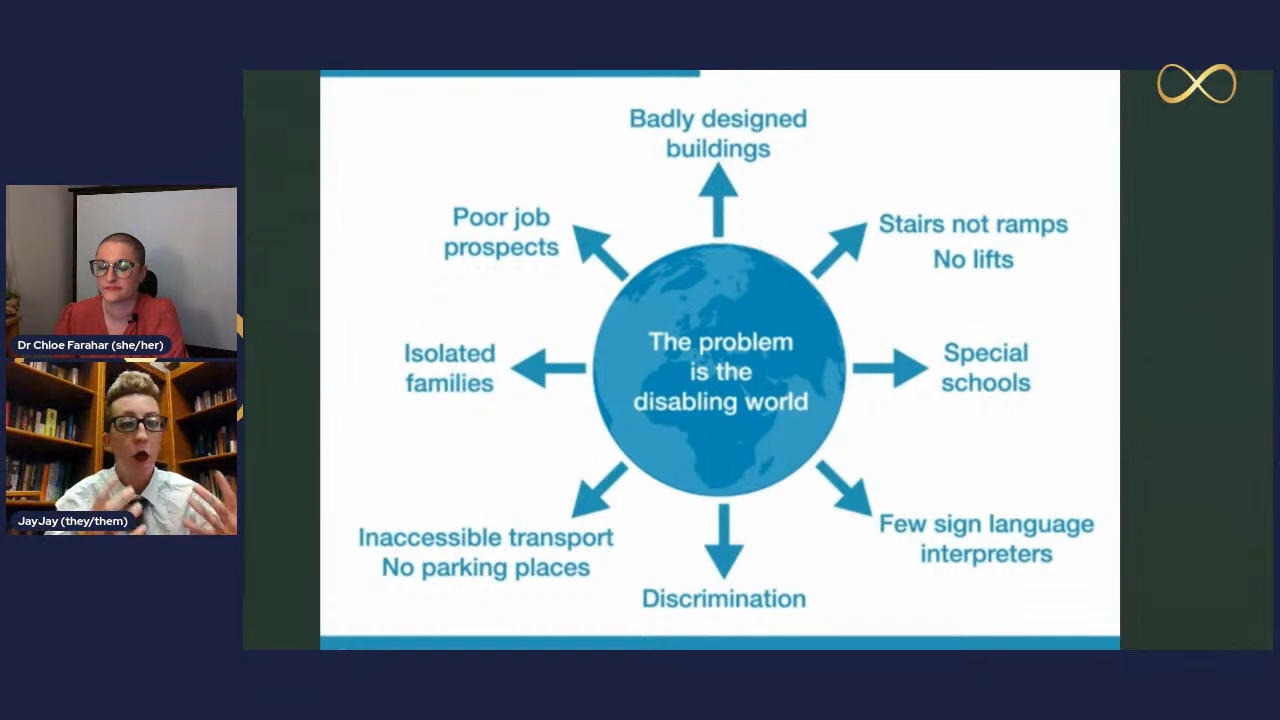 Badly designed
buildings
Poor job
prospects
Stairs not ramps
No lifts
The problem
is the
disabling world
Isolated
families
Special
schools
Inaccessible transport
No parking places
Few sign language
interpreters
Discrimination
Dr Chloe Farahar (she/her)
JayJay (they/them)